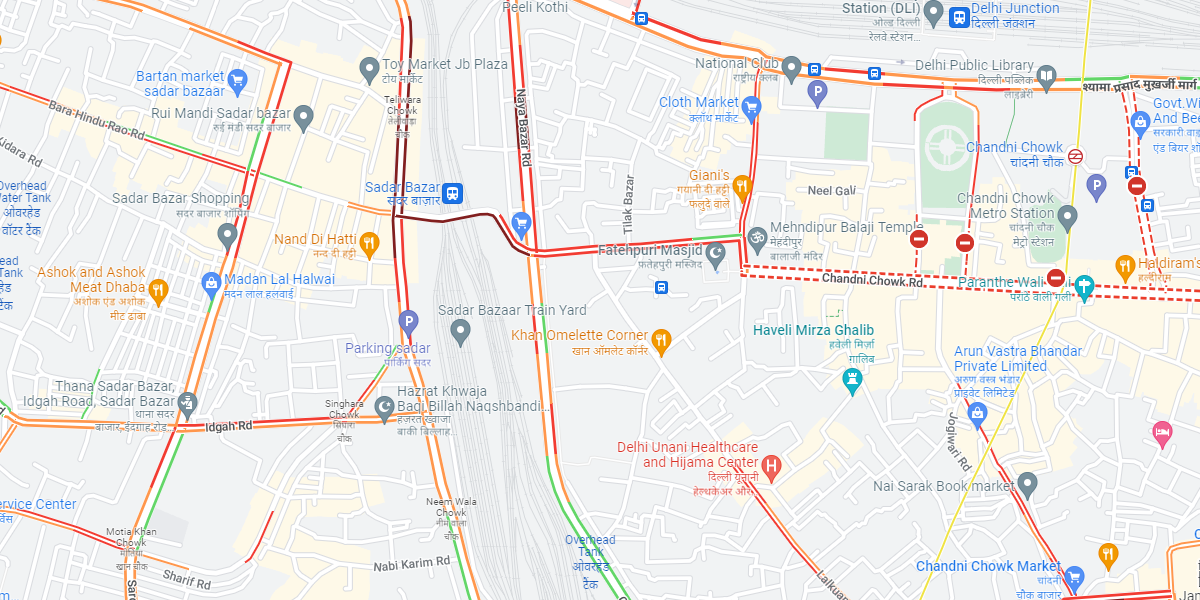 Peeli Kothi
Station (DLI)
ओल्ड दिल्ली
रेलवे स्टेशन...
Delhi Junction
दिल्ली जंक्शन
Toy Market Jb Plaza
टोय मार्केट
Bartan market
sadar bazaar
National Club
राष्ट्रीय क्लब
Delhi Public Library
दिल्ली पब्लिक
लाइब्रेरी
श्यामा प्रसाद मुखर्जी मार्ग
Teliwara
Chowk
तेलीवाड़ा
चौक
Bara Hindu Rao Rd
Rui Mandi Sadar bazar
रुई मंडी सदर बाजार
Naya Bazar Rd
Cloth Market
क्लॉथ मार्केट
Govt.Wi
And Bee
सरकारी वाइ
एंड बियर शॉ
Chandni Chowk
चांदनी चौक
Overhead
Water Tank
ओवरहेड
वॉटर टैंक
Sadar Bazar
सदर बाज़ार
Giani's
ग्यानी दी हट्टी
फलूदे वाले
Neel Gali
Tilak Bazar
Sadar Bazar Shopping
सदर बाजार शॉपिंग
Chandni Chowk
Metro Station
चांदनी चौक
मेट्रो स्टेशन
Nand Di Hatti
नन्द दी हट्टी
Mehndipur Balaji Temple
मेहंदीपुर
बालाजी मंदिर
Fatehpuri Masjid
फ़तेहपुरी मस्जिद
Ashok and Ashok
Meat Dhaba
अशोक एंड अशोक
मीट ढाबा
Madan Lal Halwai
मदन लाल हलवाई
Chandni Chowk Rd
Paranthe Wali Gali
पराठे वाली गली
Haldiram's
हल्दीराम
Sadar Bazaar Train Yard
Khan Omelette Corner
खान ऑमलेट कॉर्नर
Haveli Mirza Ghalib
हवेली मिर्ज़ा
ग़ालिब
Parking sadar
पार्किंग सदर
Arun Vastra Bhandar
Private Limited
अरुण वस्त्र भंडार
प्राइवेट लिमिटेड
Thana Sadar Bazar,
Idgah Road, Sadar Bazar
थाना सदर
बाजार, ईदगाह रोड...
Singhara
Chowk
सिंघारा
चौक
Hazrat Khwaja
Baqi Billah Naqshbandi...
हज़रत ख्वाजा
बाकी बिल्लाह...
Idgah Rd
Jogiwari Rd
Delhi Unani Healthcare
and Hijama Center
दिल्ली यूनानी
हेल्थकेअर और...
Nai Sarak Book market
ervice Center
र्विस
Neem Wala
Chowk
नीम वाला
चौक
Motia Khan
Chowk
मोतिया
खान चौक
Overhead
Tank
ओवरहेड
टैंक
Nabi Karim Rd
Sharif Rd
Lalkuan
Chandni Chowk Market
चांदनी
चौक बाजार